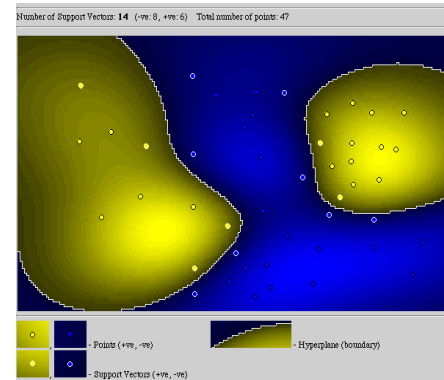 Number of Support Vectors: 14 (-ve: 8, +ve: 6) Total number of points: 47
, - Points (+ve, -ve) - Hyperplane (boundary)
, - Support Vectors (+ve, -ve)